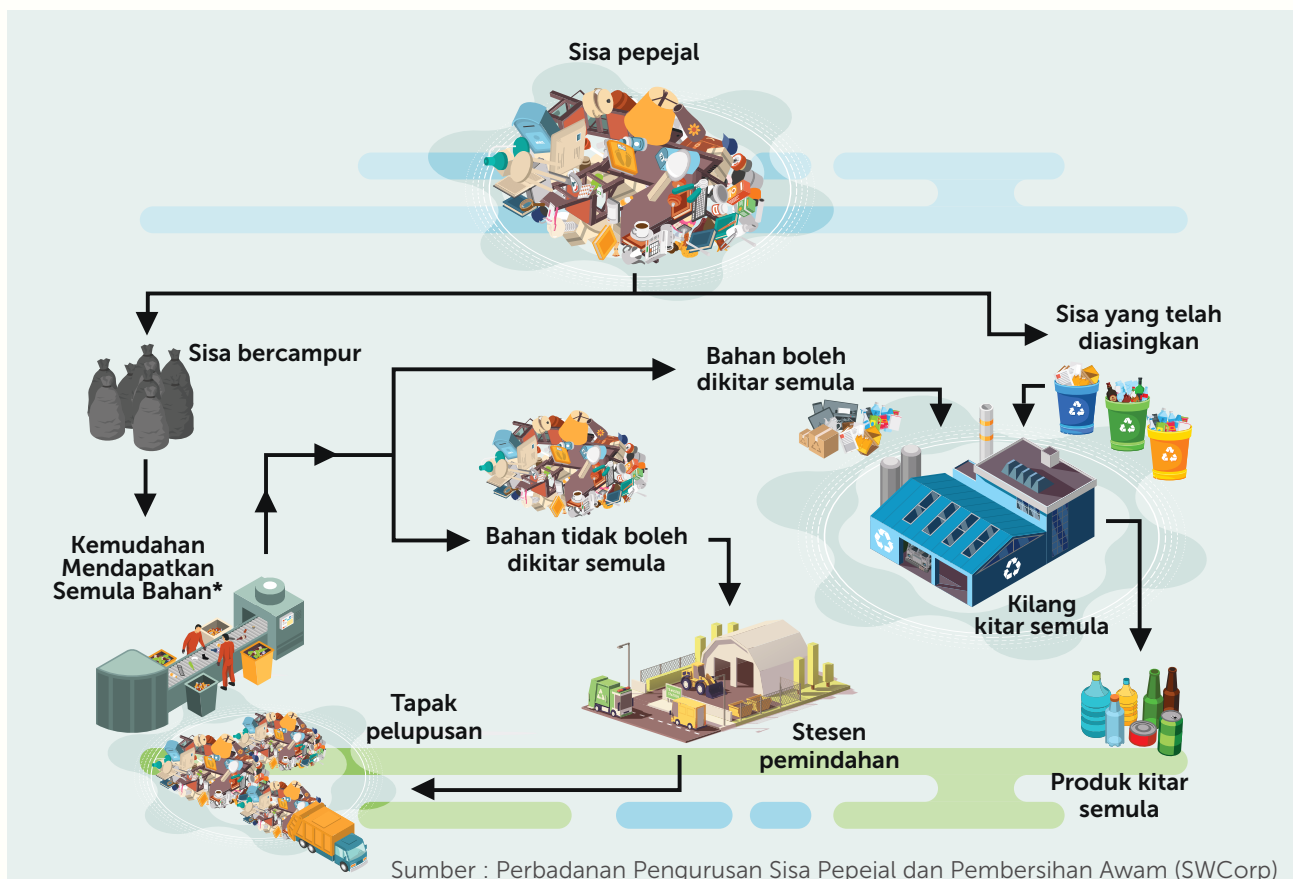 Sisa pepejal
Sisa bercampur
Sisa yang telah
diasingkan
Bahan boleh
dikitar semula
Bahan tidak boleh
dikitar semula
Kemudahan
Mendapatkan
Semula Bahan*
Kilang
kitar semula
Tapak
pelupusan
Stesen
pemindahan
Produk kitar
semula
Sumber : Perbadanan Pengurusan Sisa Pepejal dan Pembersihan Awam (SWCorp)